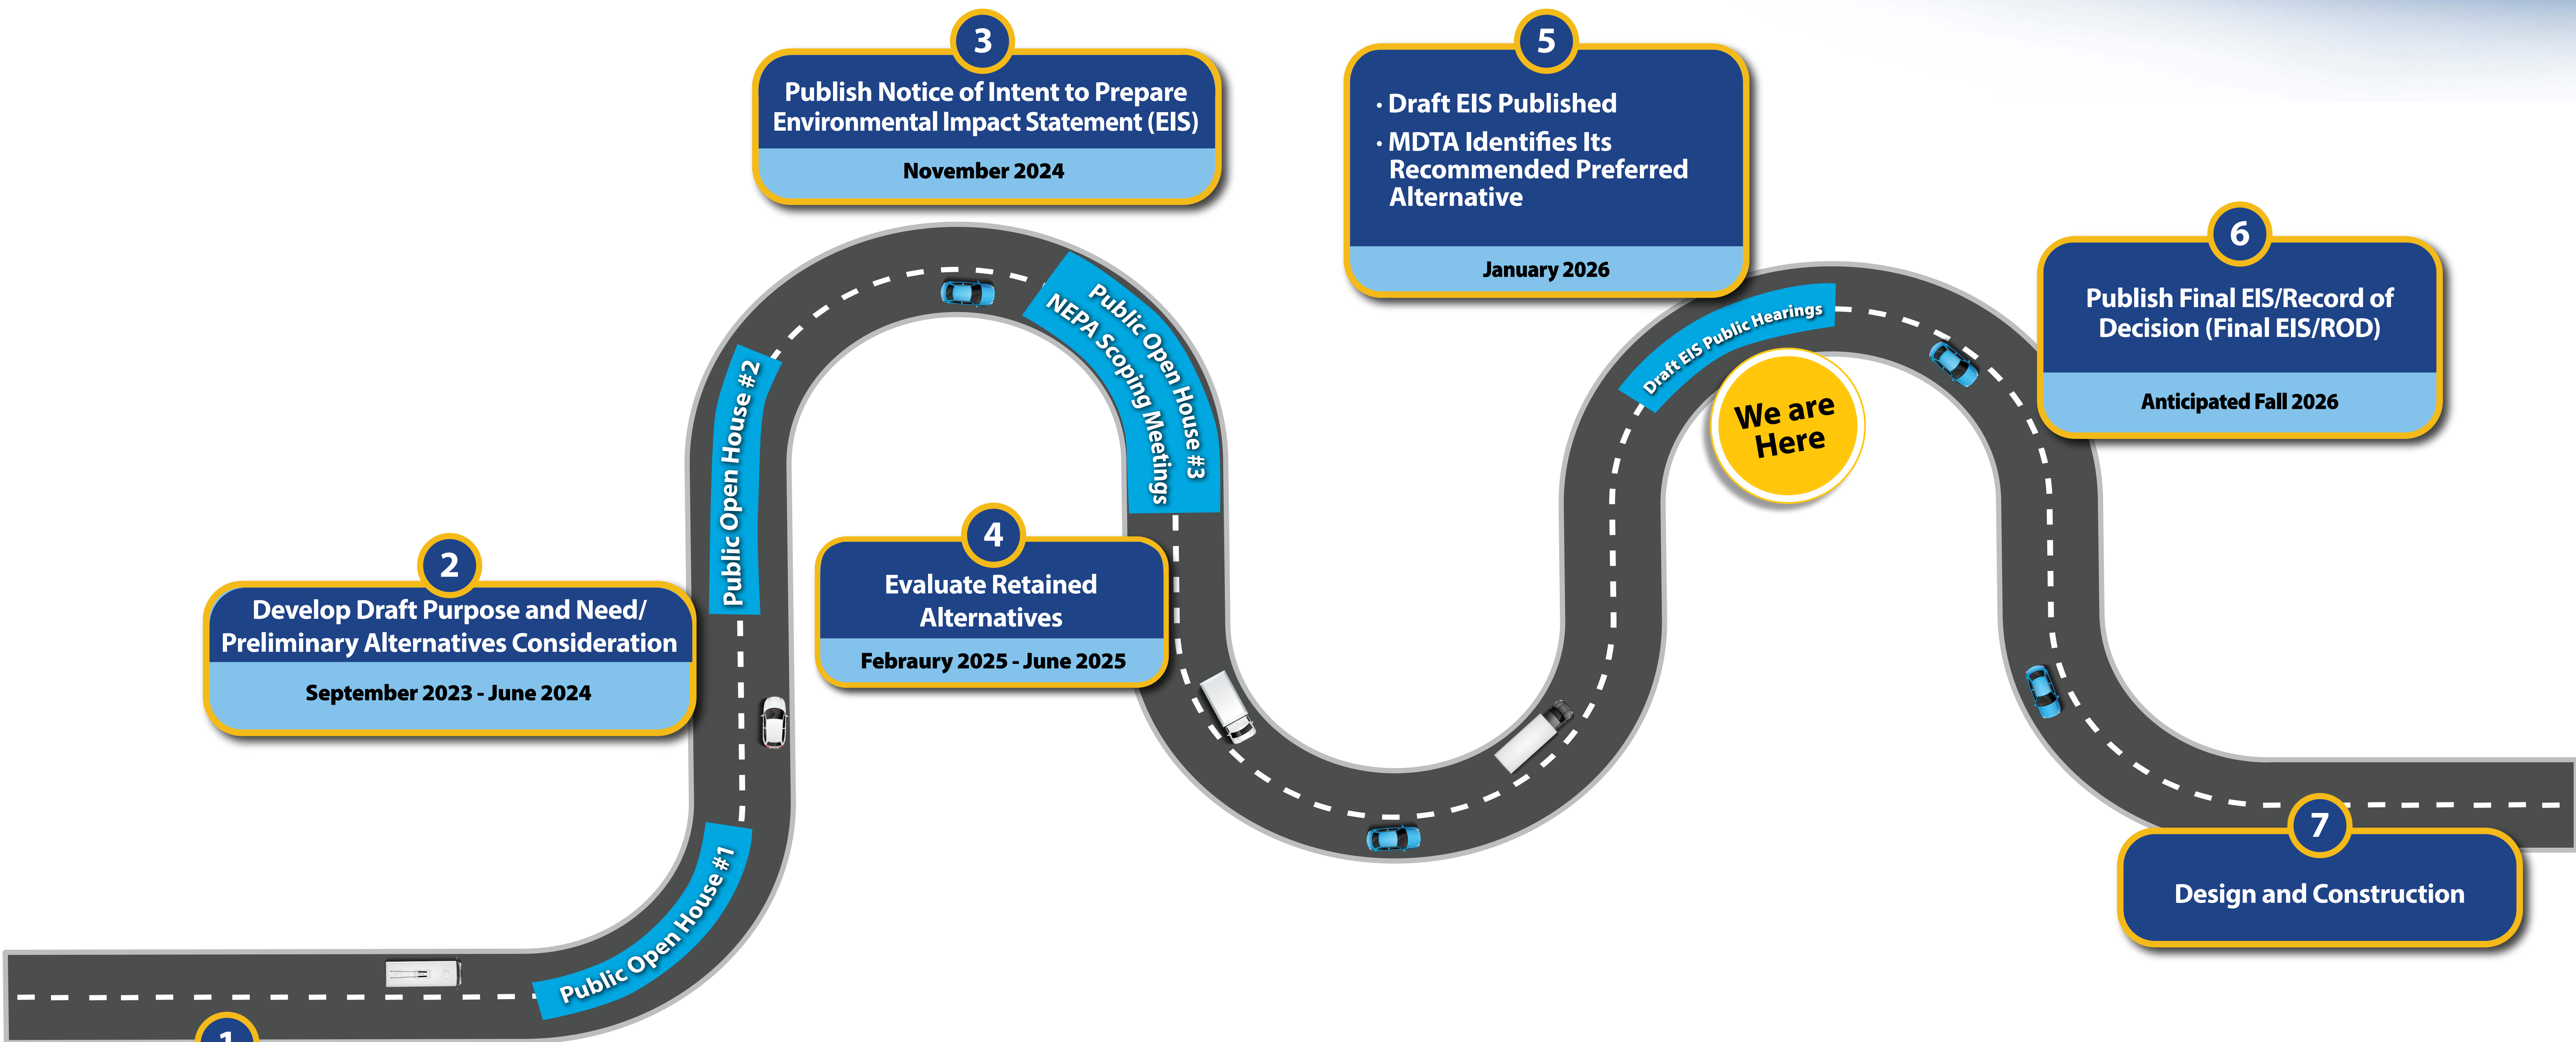 3
Publish Notice of Intent to Prepare
Environmental Impact Statement (EIS)
November 2024
5
• Draft EIS Published
• MDTA Identifies Its
Recommended Preferred
Alternative
January 2026
6
Publish Final EIS/Record of
Decision (Final EIS/ROD)
Anticipated Fall 2026
Public Open House #3
NEPA Scoping Meetings
Draft EIS Public Hearings
We are
Here
Public Open House #2
2
Develop Draft Purpose and Need/
Preliminary Alternatives Consideration
September 2023 - June 2024
4
Evaluate Retained
Alternatives
Febraury 2025 - June 2025
7
Design and Construction
Public Open House #1
1